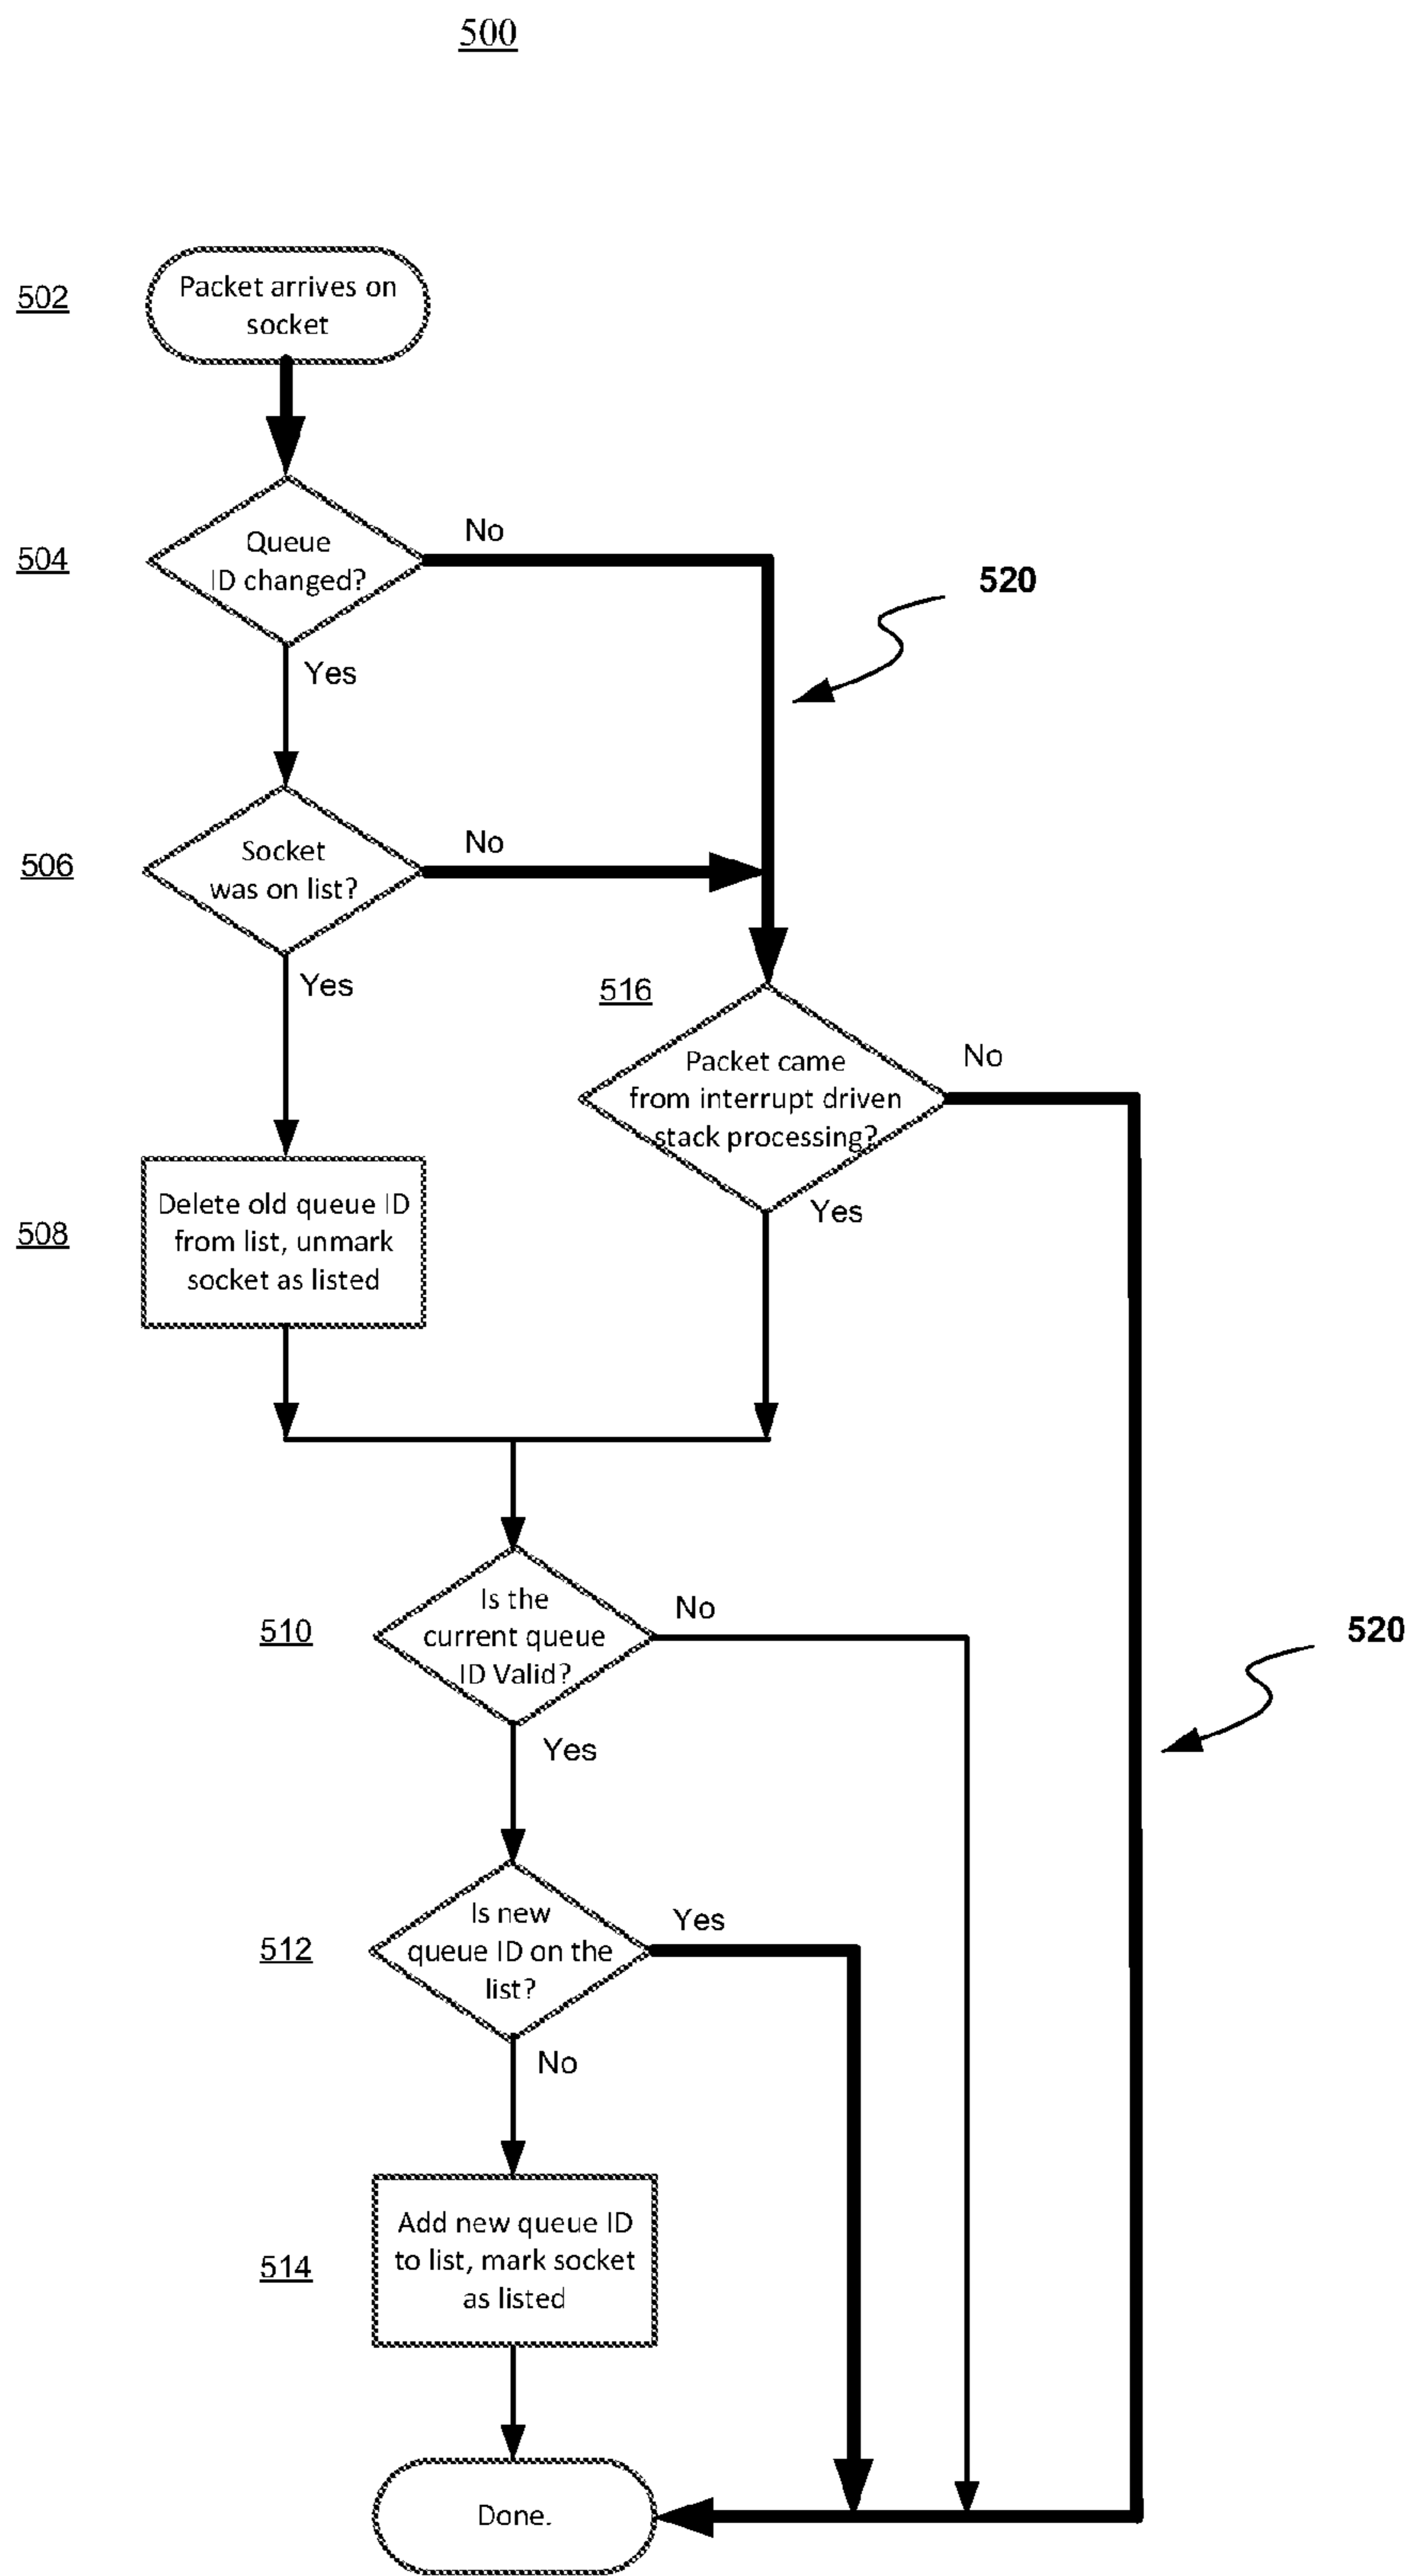 500
502
Packet arrives on
socket
504
Queue
ID changed?
No
Yes
520
506
Socket
was on list?
No
Yes
516
Packet came
from interrupt driven
stack processing?
No
Yes
508
Delete old queue ID
from list, unmark
socket as listed
510
Is the
current queue
ID Valid?
No
Yes
520
512
Is new
queue ID on the
list?
Yes
No
514
Add new queue ID
to list, mark socket
as listed
Done.